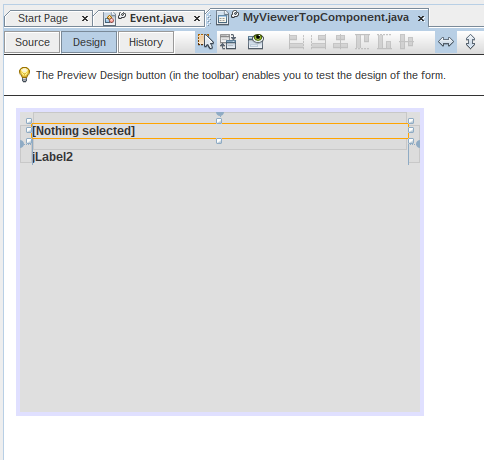 Start Page
Event.java
MyViewerTopComponent.java
Source Design History
The Preview Design button (in the toolbar) enables you to test the design of the form.
[Nothing selected]
jLabel2